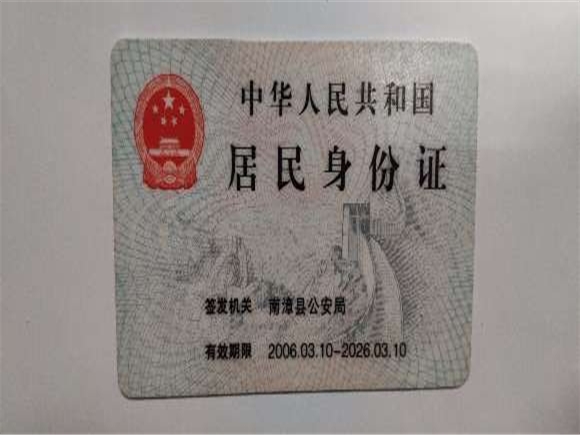 中华人民共和国
居民身份证
签发机关 南漳县公安局
有效期限 2006.03.10-2026.03.10